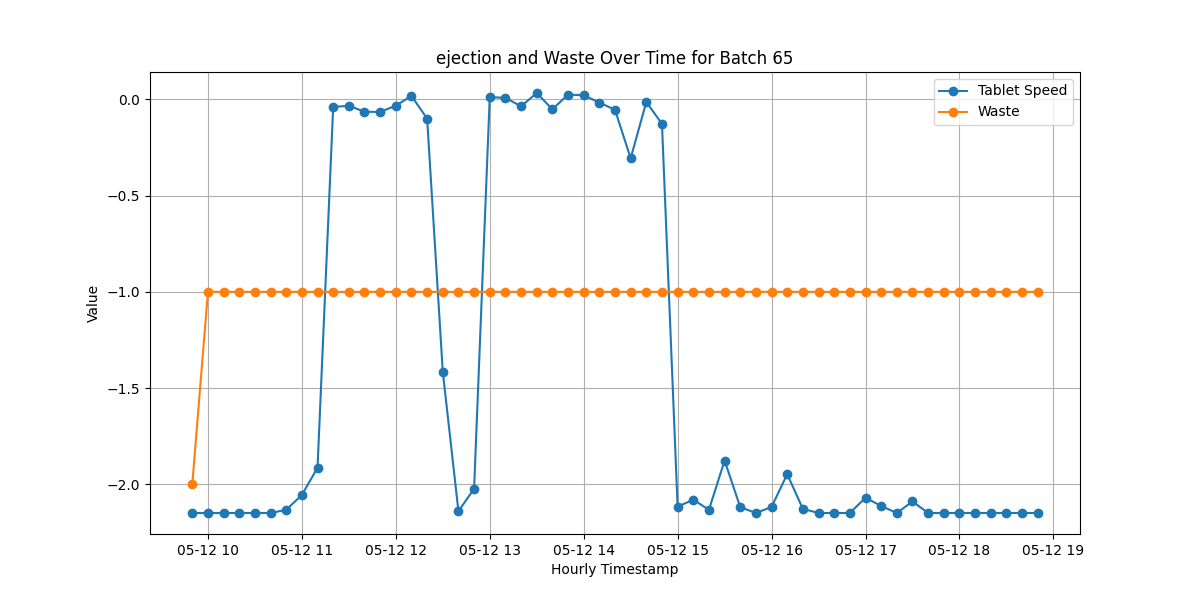 ejection and Waste Over Time for Batch 65
Tablet Speed
Waste
0.0
−0.5
−1.0
−1.5
−2.0
Value
05-12 10 05-12 11 05-12 12 05-12 13 05-12 14 05-12 15 05-12 16 05-12 17 05-12 18 05-12 19
Hourly Timestamp